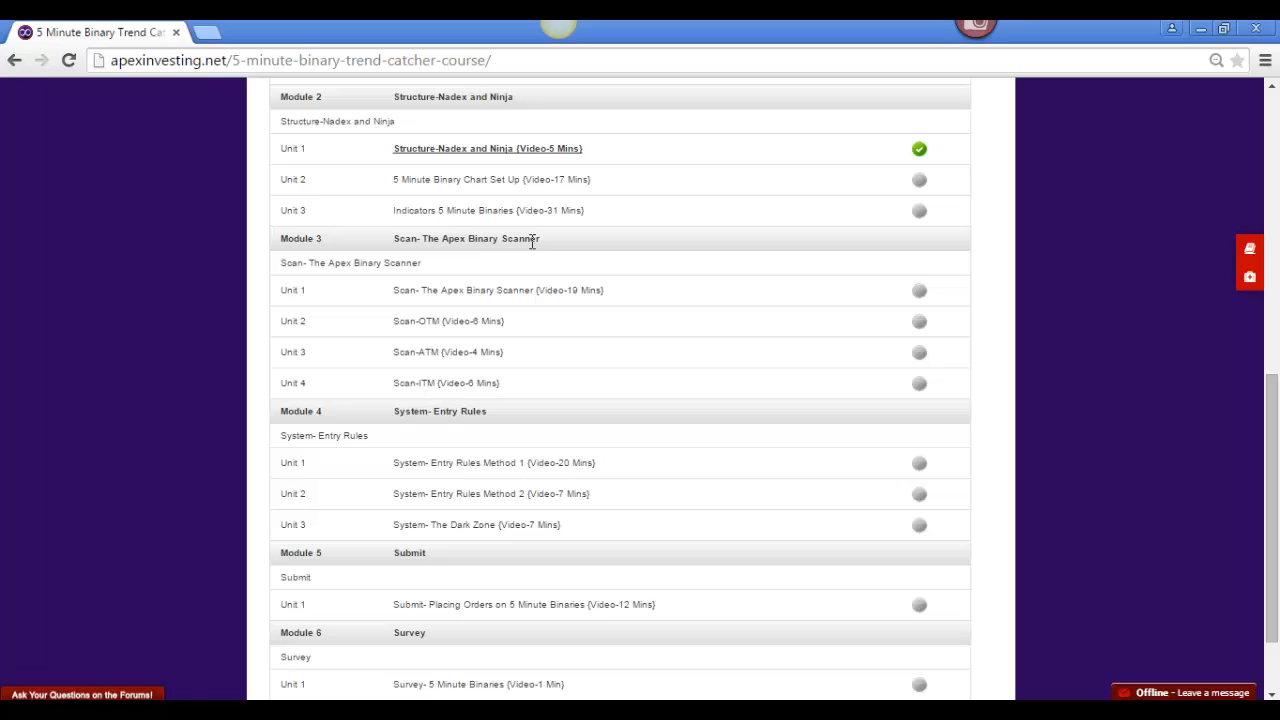 5 Minute Binary Trend Cat
apexinvesting.net/5-minute-binary-trend-catcher-course/
Module 2 Structure-Nadex and Ninja
Structure-Nadex and Ninja
Unit 1 Structure-Nadex and Ninja {Video-5 Mins}
Unit 2 5 Minute Binary Chart Set Up {Video-17 Mins}
Unit 3 Indicators 5 Minute Binaries {Video-31 Mins}
Module 3 Scan- The Apex Binary Scanner
Scan- The Apex Binary Scanner
Unit 1 Scan- The Apex Binary Scanner {Video-19 Mins}
Unit 2 Scan-OTM {Video-6 Mins}
Unit 3 Scan-ATM {Video-4 Mins}
Unit 4 Scan-ITM {Video-6 Mins}
Module 4 System- Entry Rules
System- Entry Rules
Unit 1 System- Entry Rules Method 1 {Video-20 Mins}
Unit 2 System- Entry Rules Method 2 {Video-7 Mins}
Unit 3 System- The Dark Zone {Video-7 Mins}
Module 5 Submit
Submit
Unit 1 Submit- Placing Orders on 5 Minute Binaries {Video-12 Mins}
Module 6 Survey
Survey
Unit 1 Survey- 5 Minute Binaries {Video-1 Min}
Ask Your Questions on the Forums!
Offline - Leave a message